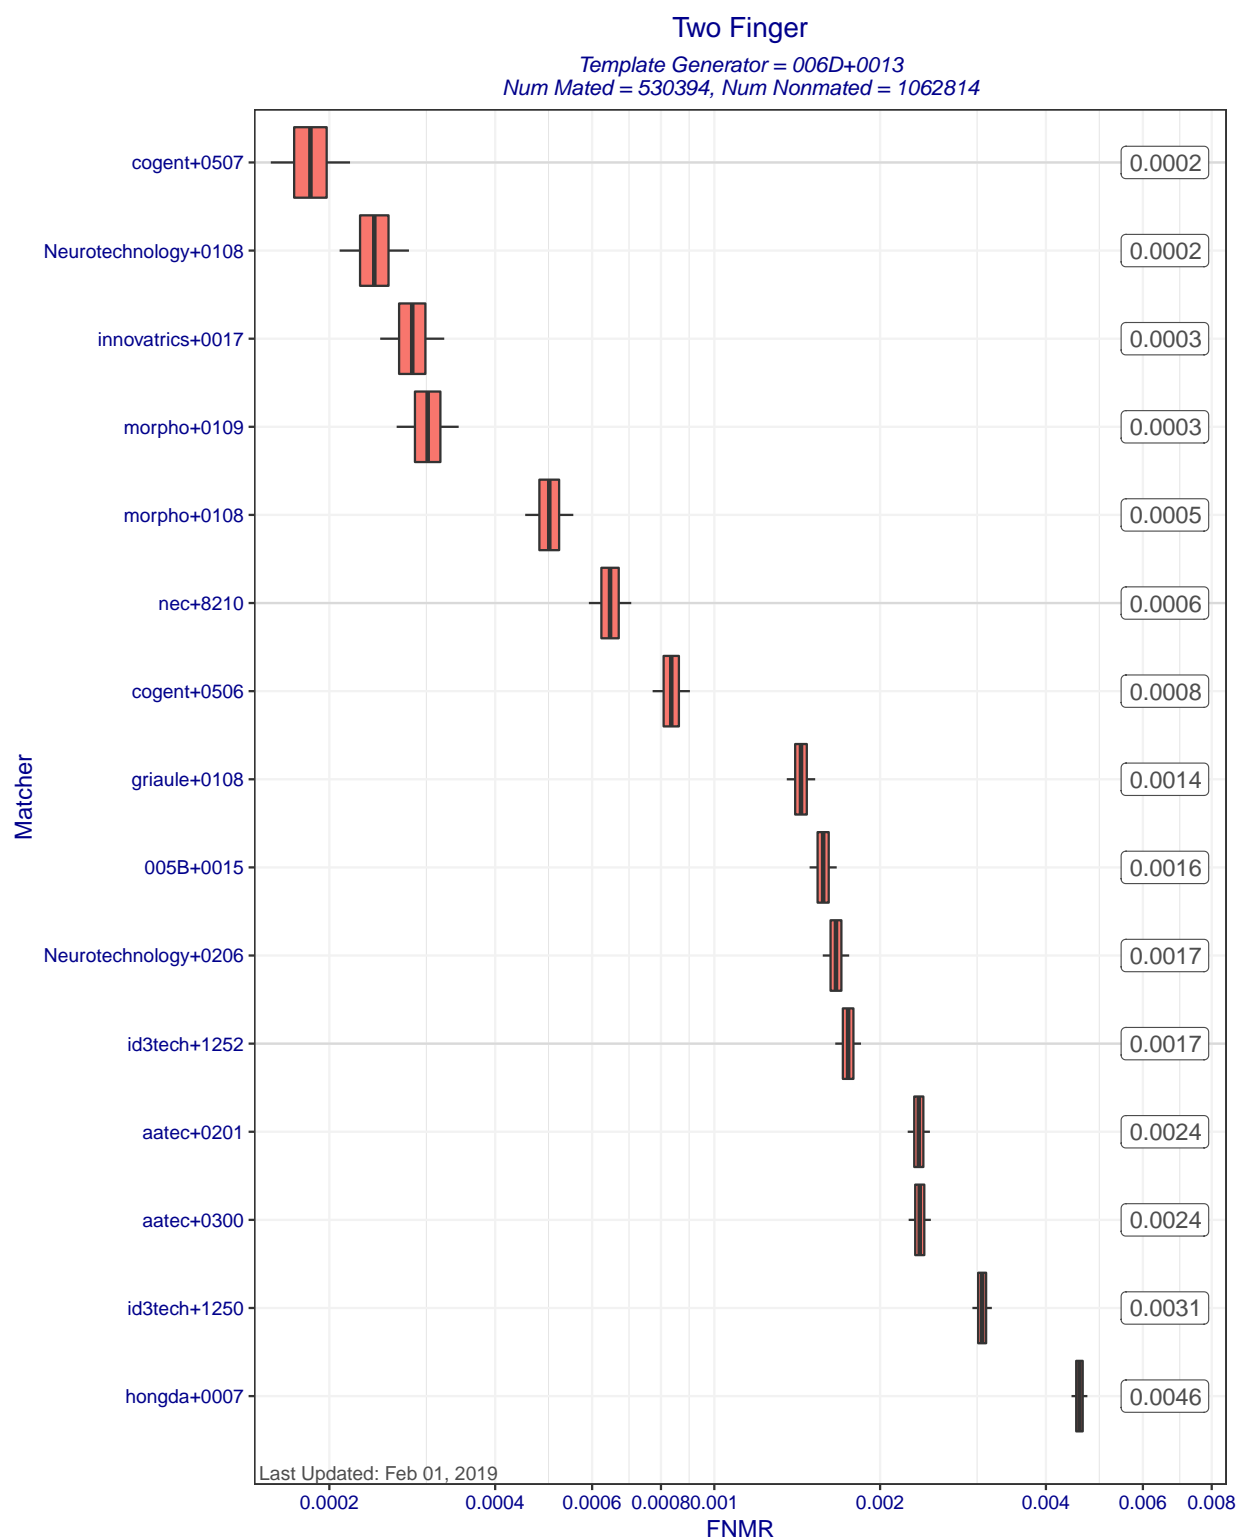 Two Finger
Template Generator = 006D+0013
Num Mated = 530394, Num Nonmated = 1062814
cogent+0507 0.0002
Neurotechnology+0108 0.0002
innovatrics+0017 0.0003
morpho+0109 0.0003
morpho+0108 0.0005
nec+8210 0.0006
cogent+0506 0.0008
griaule+0108 0.0014
005B+0015 0.0016
Neurotechnology+0206 0.0017
id3tech+1252 0.0017
aatec+0201 0.0024
aatec+0300 0.0024
id3tech+1250 0.0031
hongda+0007 0.0046
Matcher
Last Updated: Feb 01, 2019
0.0002 0.0004 0.0006 0.0008 0.001 0.002 0.004 0.006 0.008
FNMR